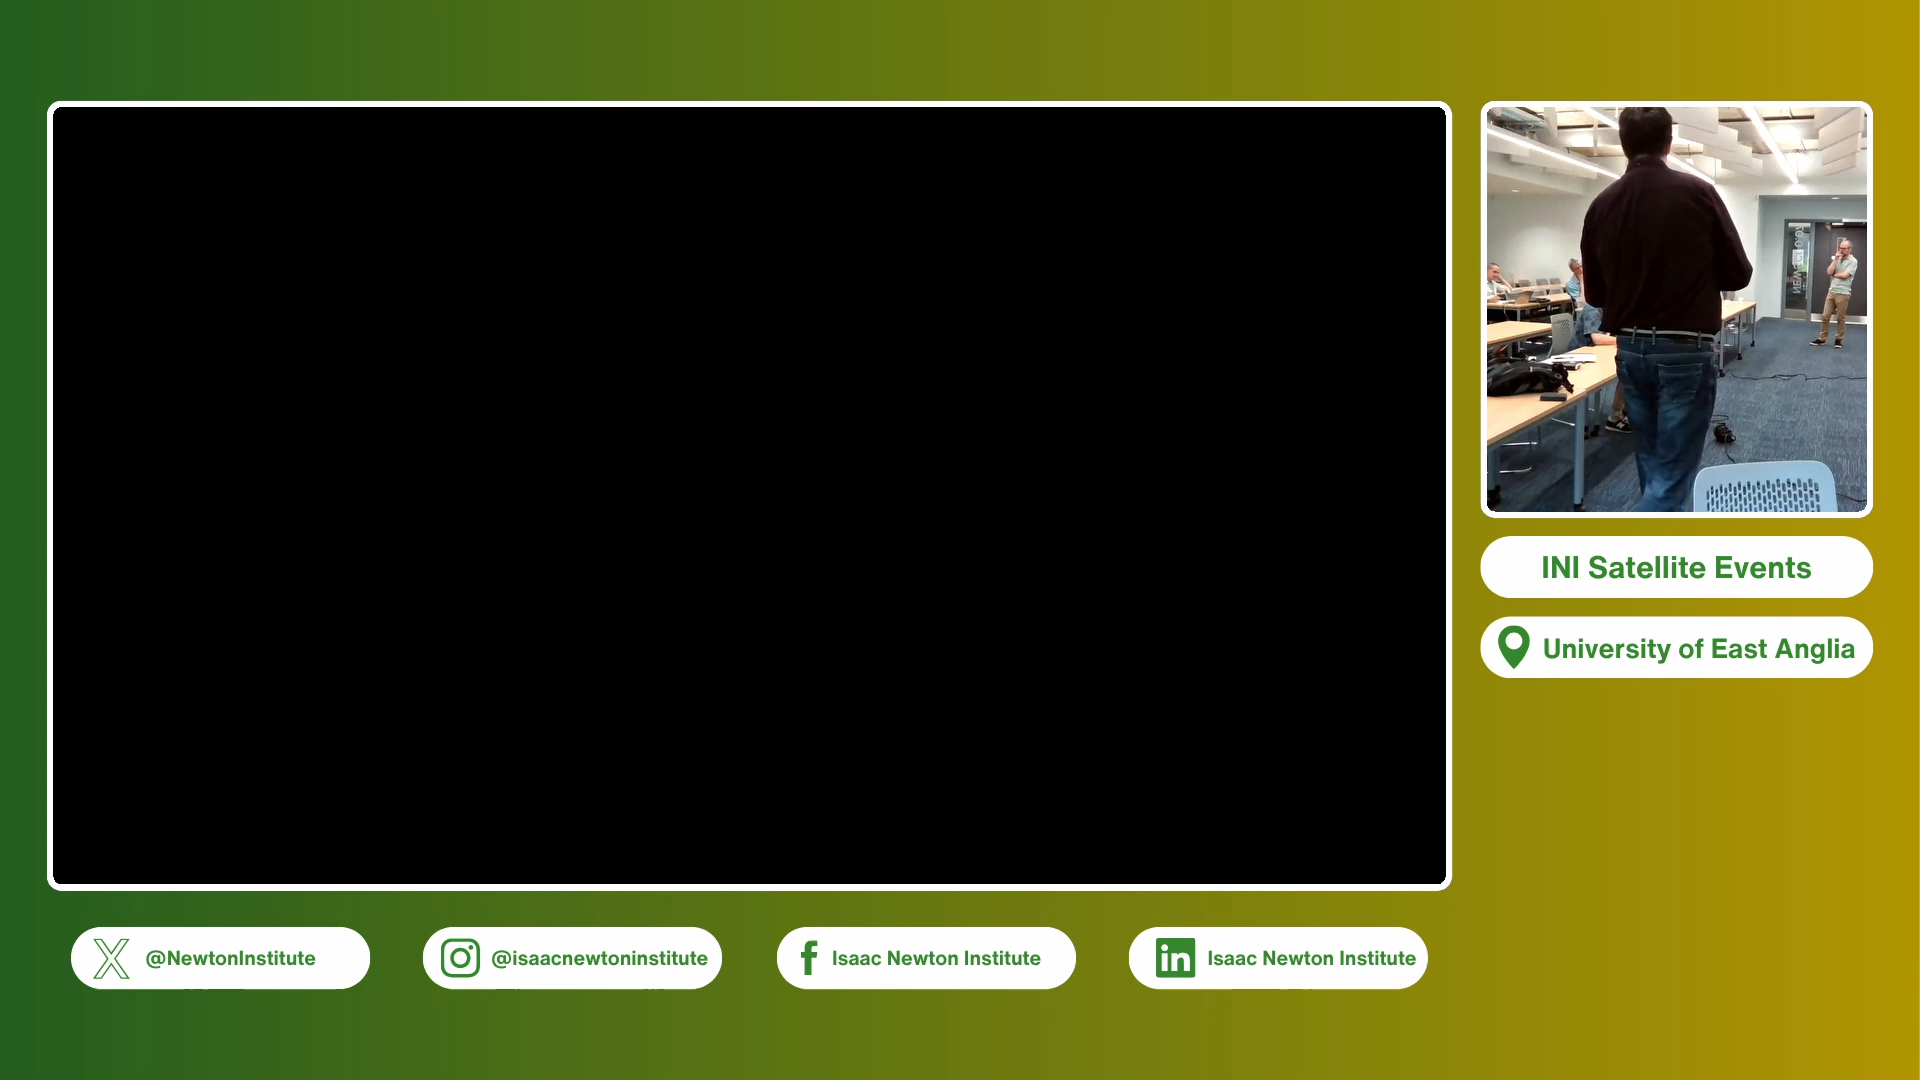 INI Satellite Events
University of East Anglia
@NewtonInstitute
@isaacnewtoninstitute
Isaac Newton Institute
Isaac Newton Institute